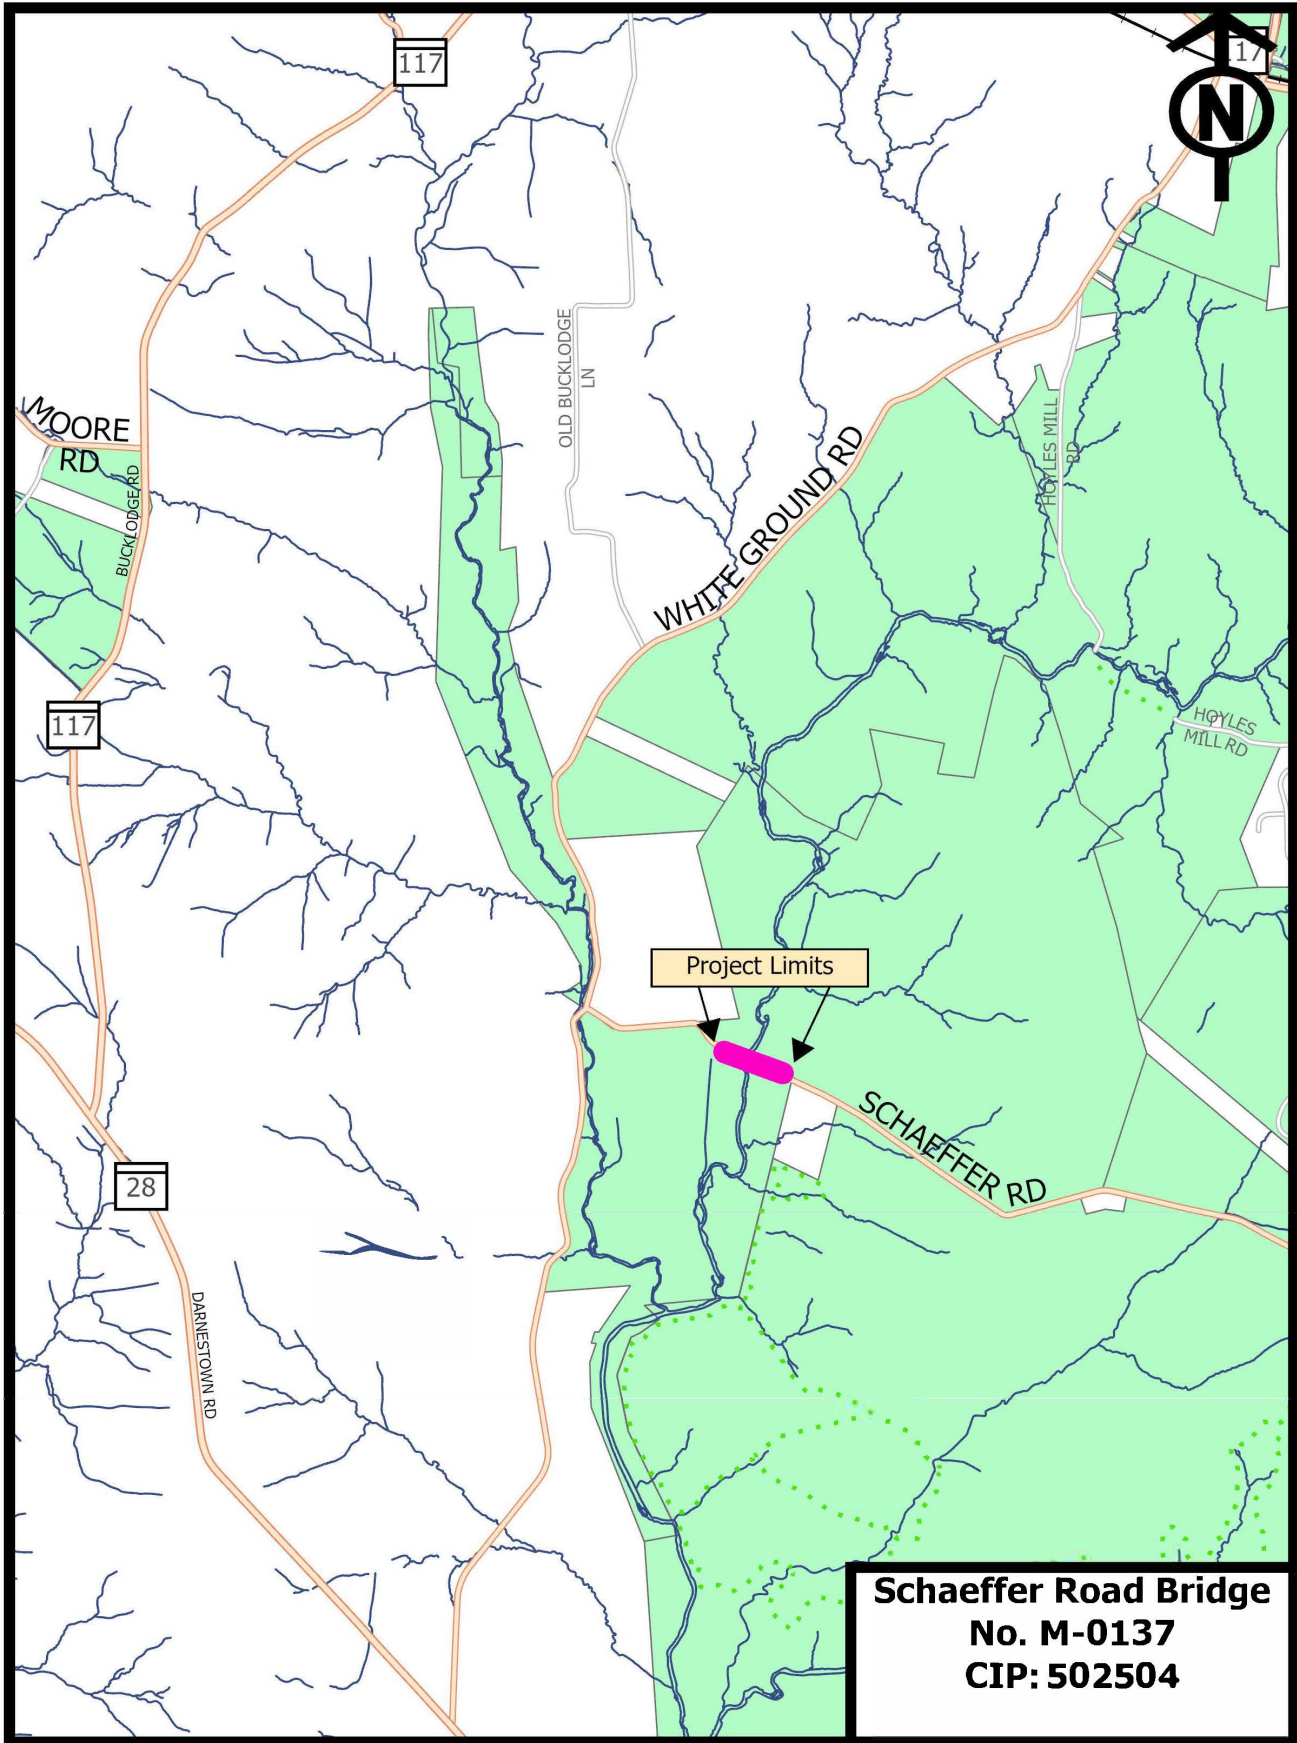 117
17
N
OLD BUCKLODGE
LN
MOORE
RD
BUCKLODGE RD
HOYLES MILL
RD
WHITE GROUND RD
117
HOYLES
MILL RD
Project Limits
SCHAEFFER RD
28
DARNESTOWN RD
Schaeffer Road Bridge
No. M-0137
CIP: 502504